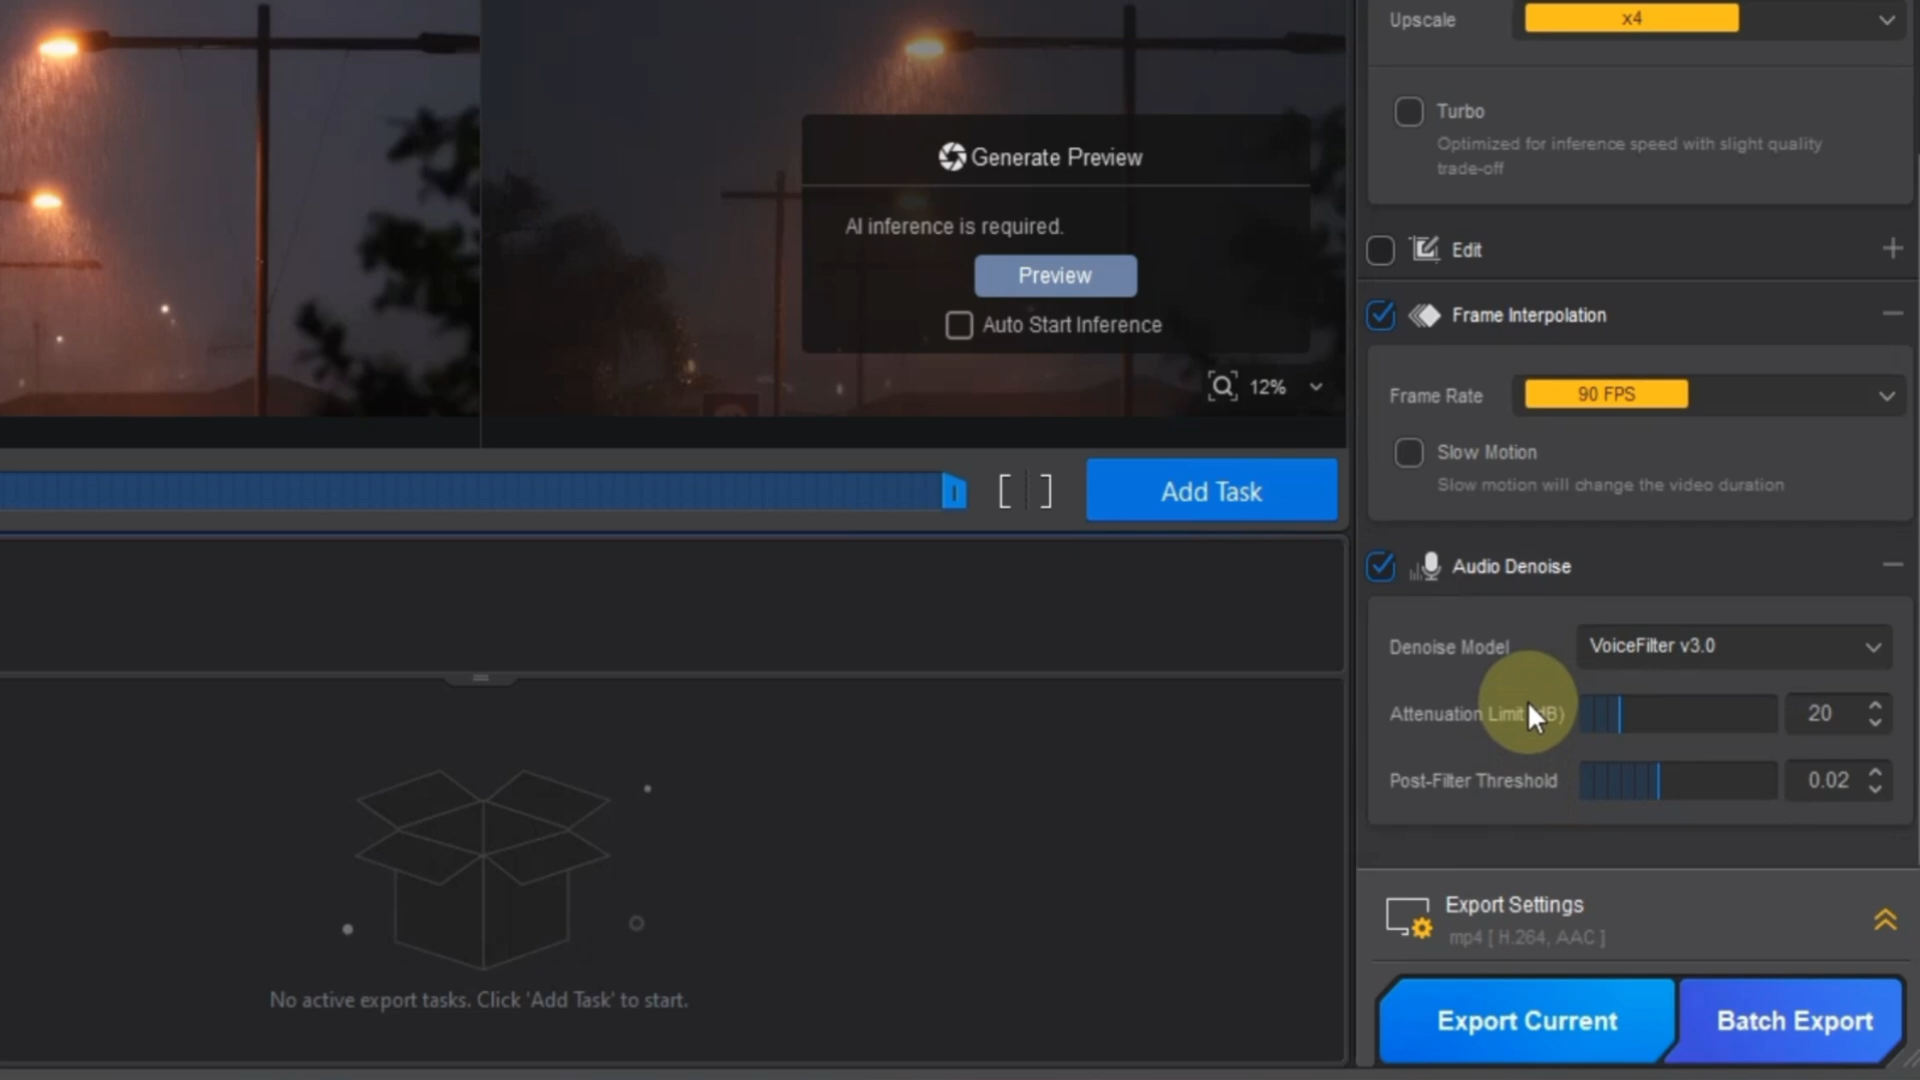 Upscale
x4
Turbo
Optimized for inference speed with slight quality
trade-off
Generate Preview
AI inference is required.
Preview
Auto Start Inference
12%
Edit
Frame Interpolation
Frame Rate
90 FPS
Slow Motion
Slow motion will change the video duration
[ ]
Add Task
Audio Denoise
Denoise Model
VoiceFilter v3.0
Attenuation Limit (dB)
20
Post-Filter Threshold
0.02
No active export tasks. Click 'Add Task' to start.
Export Settings
mp4 [ H.264, AAC ]
Export Current
Batch Export